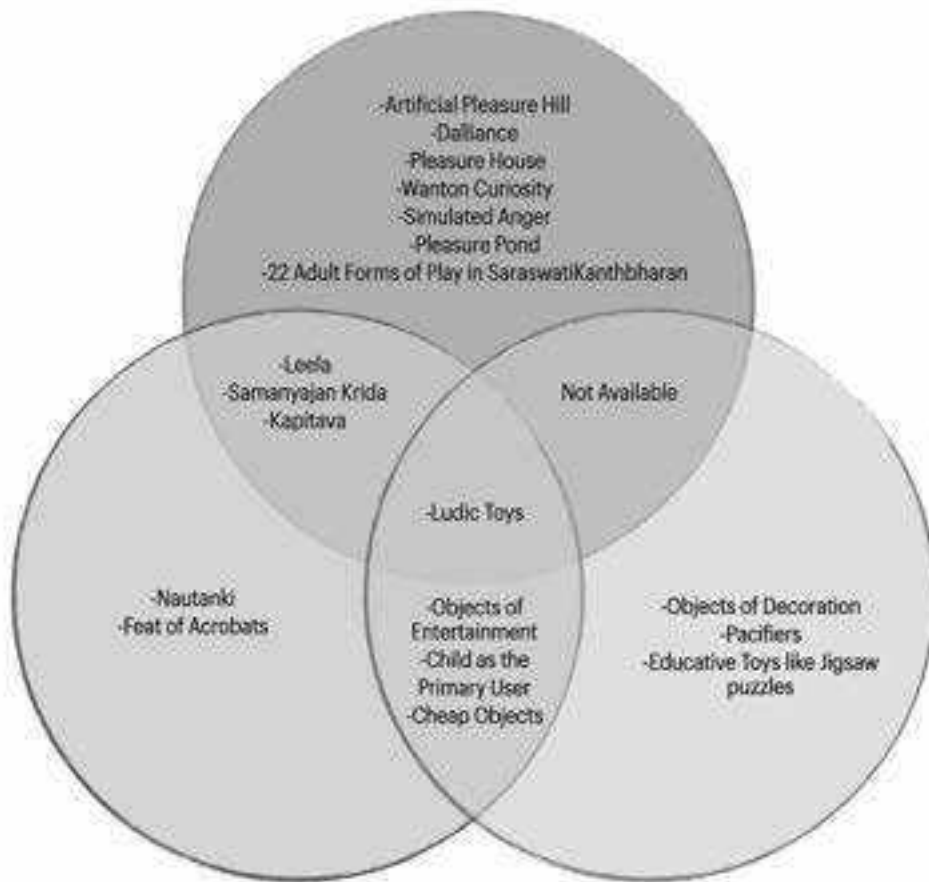 -Artificial Pleasure Hill
-Dalliance
-Pleasure House
-Wanton Curiosity
-Simulated Anger
-Pleasure Pond
-22 Adult Forms of Play in SaraswatiKanthbharan
-Leela
-Samanyajan Krida
-Kapitava
Not Available
-Ludic Toys
-Nautanki
-Feat of Acrobats
-Objects of
Entertainment
-Child as the
Primary User
-Cheap Objects
-Objects of Decoration
-Pacifiers
-Educative Toys like Jigsaw
puzzles